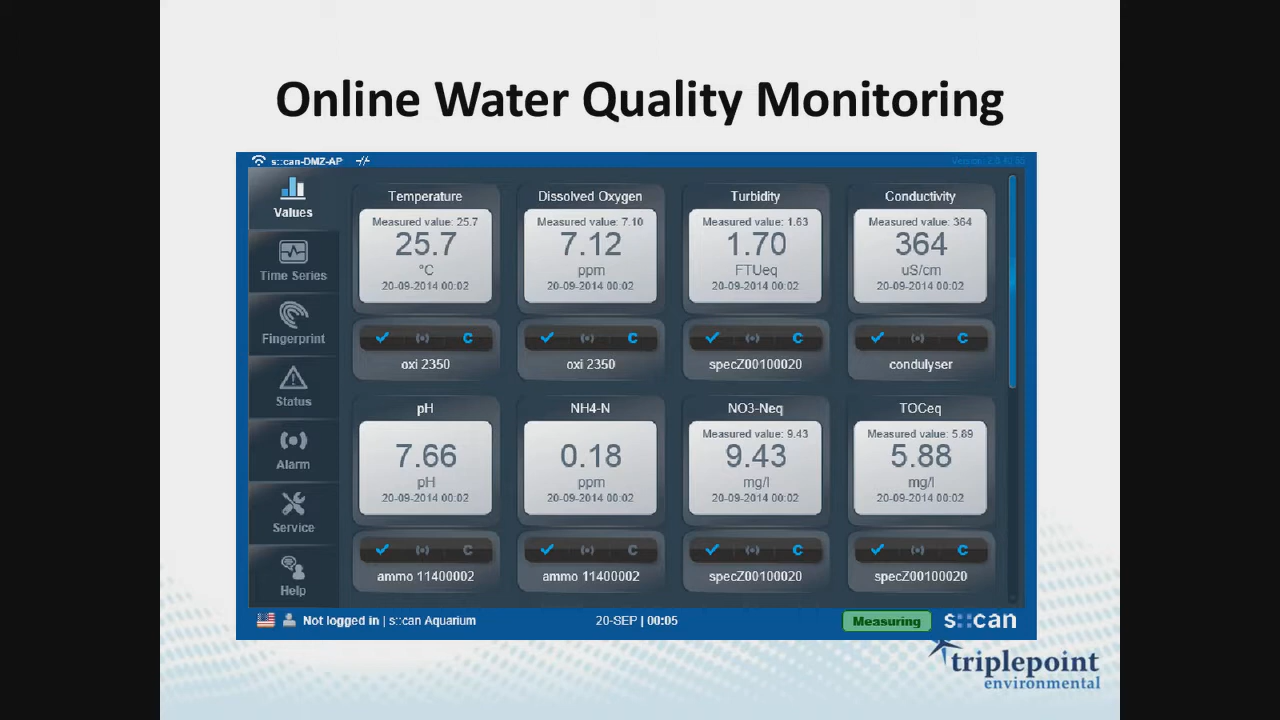 Online Water Quality Monitoring
s::can-DMZ-AP
Values
Time Series
Fingerprint
Status
Alarm
Service
Help
Temperature
Measured value: 25.7
25.7
°C
20-09-2014 00:02
oxi 2350
Dissolved Oxygen
Measured value: 7.10
7.12
ppm
20-09-2014 00:02
oxi 2350
Turbidity
Measured value: 1.63
1.70
FTUeq
20-09-2014 00:02
C
specZ00100020
Conductivity
Measured value: 364
364
uS/cm
20-09-2014 00:02
C
condulyser
pH
7.66
pH
20-09-2014 00:02
C
ammo 11400002
NH4-N
0.18
ppm
20-09-2014 00:02
C
ammo 11400002
NO3-Neq
Measured value: 9.43
9.43
mg/l
20-09-2014 00:02
C
specZ00100020
TOCeq
Measured value: 5.89
5.88
mg/l
20-09-2014 00:02
C
specZ00100020
Not logged in | s::can Aquarium
20-SEP | 00:05
Measuring
s::can
triplepoint
environmental